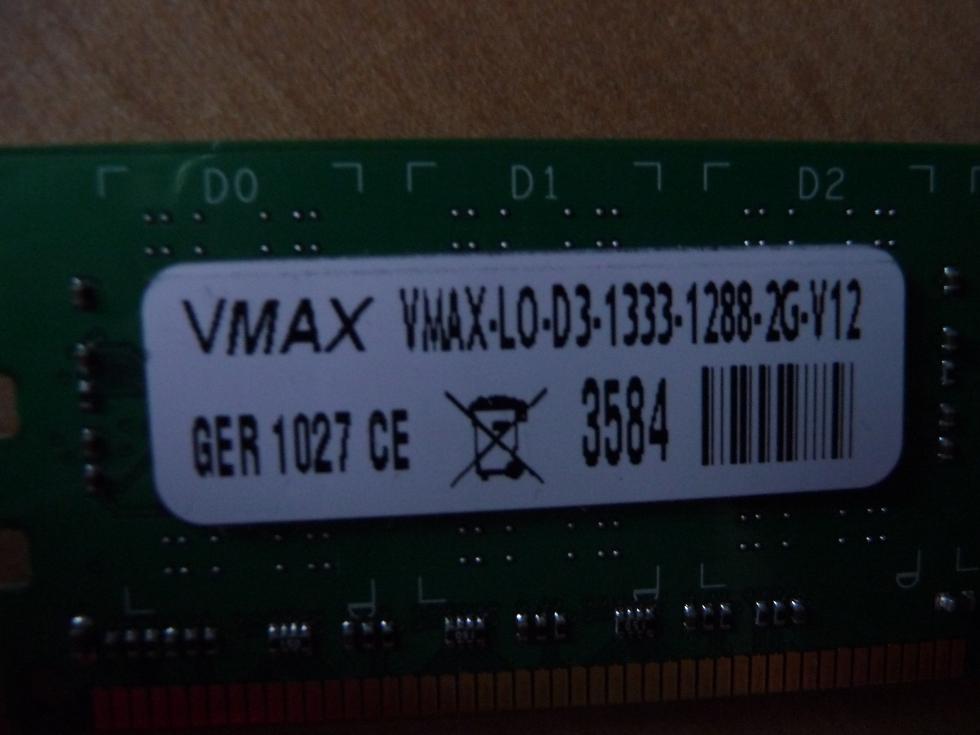 D0 D1 D2
VMAX VMAX-LO-D3-1333-1288-2G-V12
GER 1027 CE 3584